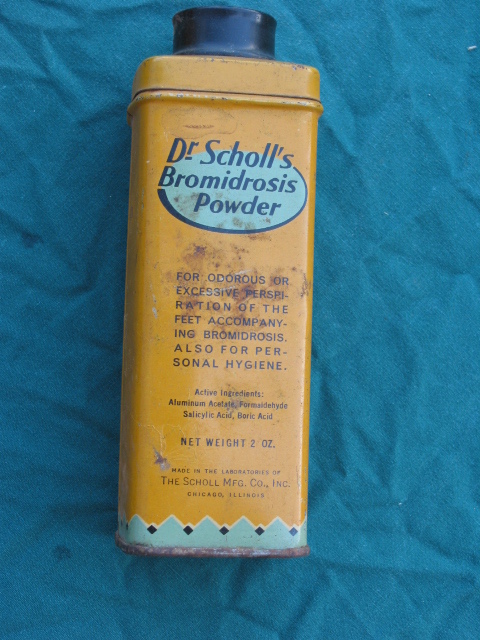 Dr Scholl's
Bromidrosis
Powder
FOR ODOROUS OR
EXCESSIVE PERSPI-
RATION OF THE
FEET ACCOMPANY-
ING BROMIDROSIS.
ALSO FOR PER-
SONAL HYGIENE.
Active Ingredients:
Aluminum Acetate, Formaldehyde
Salicylic Acid, Boric Acid
NET WEIGHT 2 OZ.
MADE IN THE LABORATORIES OF
THE SCHOLL MFG. CO., INC.
CHICAGO, ILLINOIS